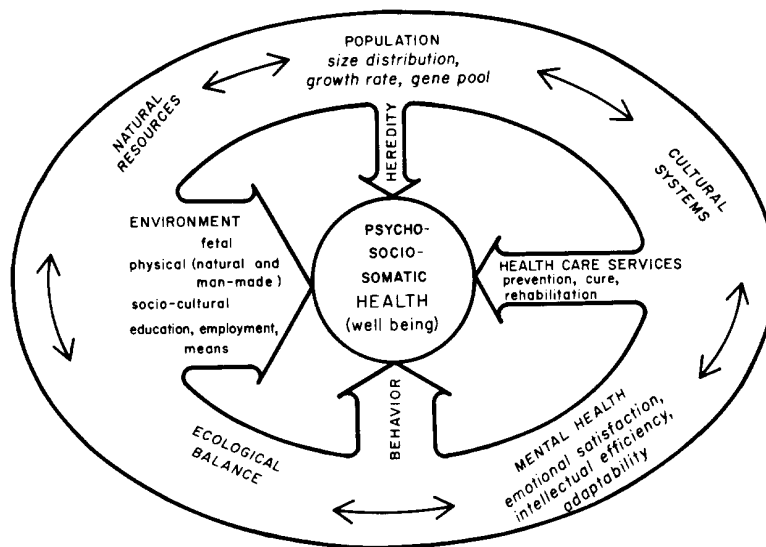 POPULATION
size distribution,
growth rate, gene pool
NATURAL
RESOURCES
CULTURAL
SYSTEMS
HEREDITY
ENVIRONMENT
fetal
physical (natural and
man-made)
socio-cultural
education, employment,
means
PSYCHO-
SOCIO-
SOMATIC
HEALTH
(well being)
HEALTH CARE SERVICES
prevention, cure,
rehabilitation
BEHAVIOR
ECOLOGICAL
BALANCE
MENTAL HEALTH
emotional satisfaction,
intellectual efficiency,
adaptability